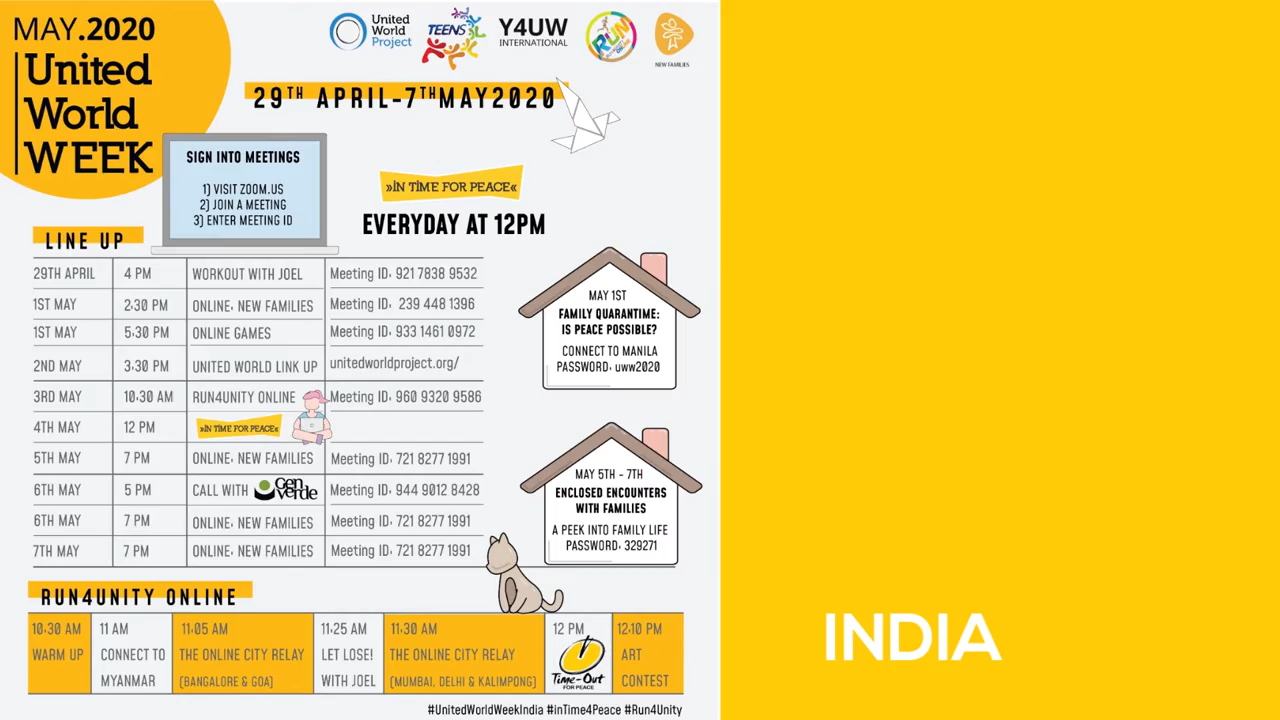 MAY.2020
United
World
WEEK
United
World
Project
TEENS
Y4UW
INTERNATIONAL
RUN
NEW FAMILIES
29TH APRIL-7TH MAY2020
SIGN INTO MEETINGS
1) VISIT ZOOM.US
2) JOIN A MEETING
3) ENTER MEETING ID
»IN TIME FOR PEACE«
EVERYDAY AT 12PM
LINE UP
29TH APRIL 4 PM WORKOUT WITH JOEL Meeting ID: 921 7838 9532
1ST MAY 2:30 PM ONLINE: NEW FAMILIES Meeting ID: 239 448 1396
1ST MAY 5:30 PM ONLINE GAMES Meeting ID: 933 1461 0972
2ND MAY 3:30 PM UNITED WORLD LINK UP unitedworldproject.org/
3RD MAY 10:30 AM RUN4UNITY ONLINE Meeting ID: 960 9320 9586
4TH MAY 12 PM »IN TIME FOR PEACE«
5TH MAY 7 PM ONLINE: NEW FAMILIES Meeting ID: 721 8277 1991
6TH MAY 5 PM CALL WITH Gen Verde Meeting ID: 944 9012 8428
6TH MAY 7 PM ONLINE: NEW FAMILIES Meeting ID: 721 8277 1991
7TH MAY 7 PM ONLINE: NEW FAMILIES Meeting ID: 721 8277 1991
MAY 1ST
FAMILY QUARANTINE:
IS PEACE POSSIBLE?
CONNECT TO MANILA
PASSWORD: uww2020
MAY 5TH - 7TH
ENCLOSED ENCOUNTERS
WITH FAMILIES
A PEEK INTO FAMILY LIFE
PASSWORD: 329271
RUN4UNITY ONLINE
10:30 AM
WARM UP
11 AM
CONNECT TO
MYANMAR
11:05 AM
THE ONLINE CITY RELAY
(BANGALORE & GOA)
11:25 AM
LET LOSE!
WITH JOEL
11:30 AM
THE ONLINE CITY RELAY
(MUMBAI, DELHI & KALIMPONG)
12 PM
Time-Out
FOR PEACE
12:10 PM
ART
CONTEST
#UnitedWorldWeekIndia #inTime4Peace #Run4Unity
INDIA